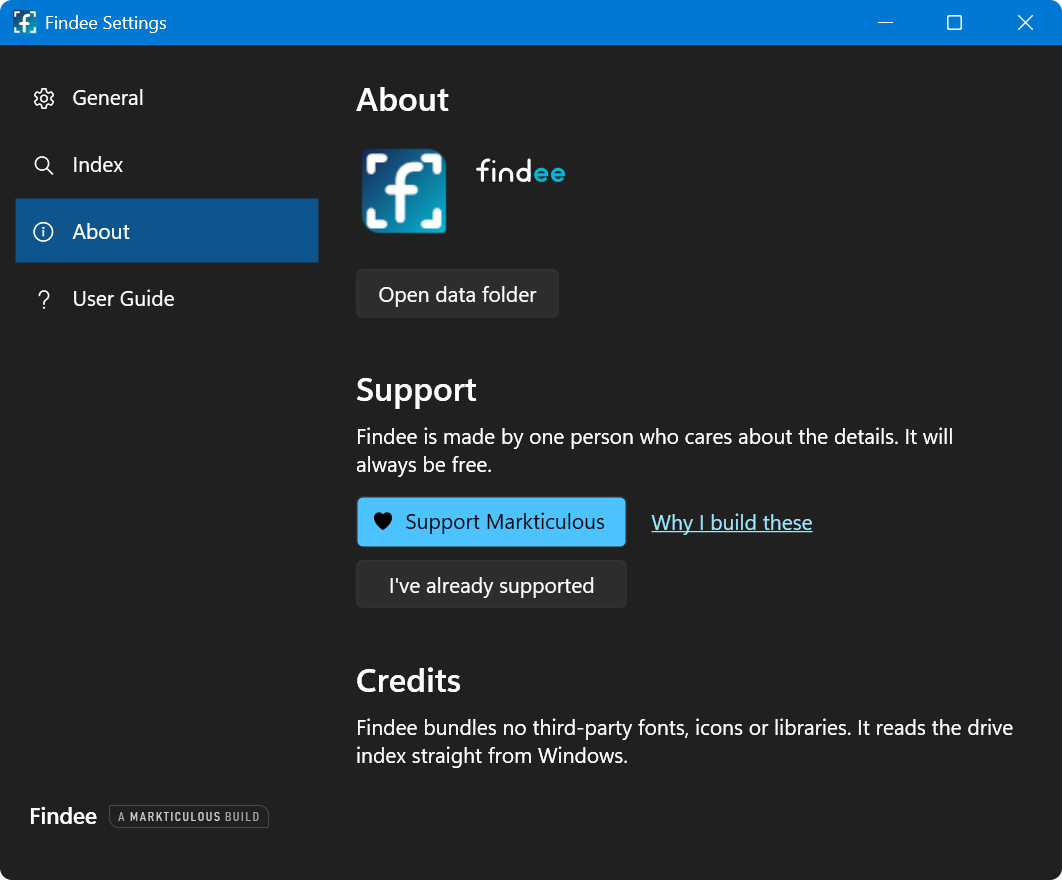 Findee Settings
General
Index
About
User Guide
About
findee
Open data folder
Support
Findee is made by one person who cares about the details. It will
always be free.
Support Markticulous
Why I build these
I've already supported
Credits
Findee bundles no third-party fonts, icons or libraries. It reads the drive
index straight from Windows.
Findee A MARKTICULOUS BUILD